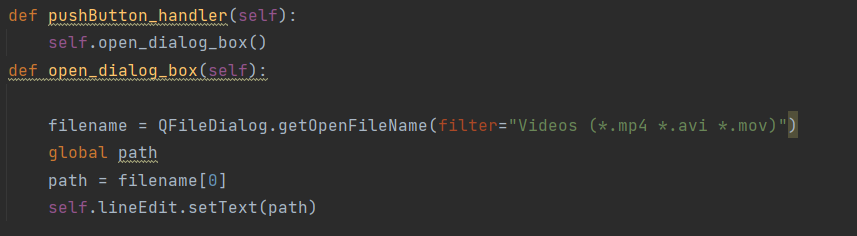 def pushButton_handler(self):
    self.open_dialog_box()
def open_dialog_box(self):

    filename = QFileDialog.getOpenFileName(filter="Videos (*.mp4 *.avi *.mov)")
    global path
    path = filename[0]
    self.lineEdit.setText(path)